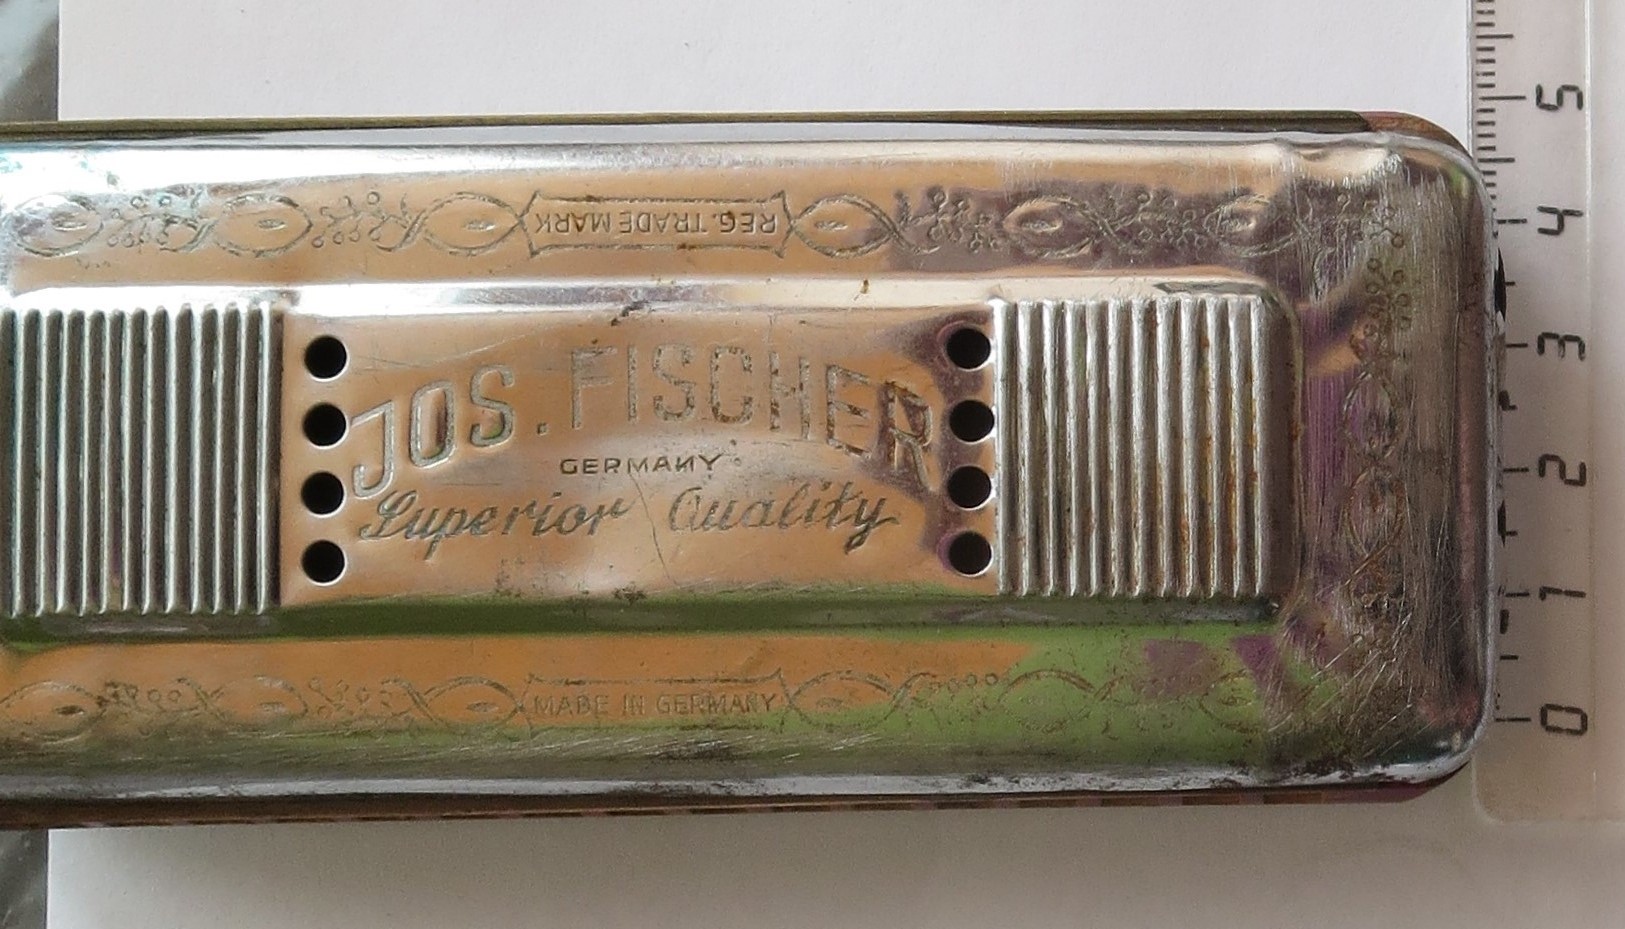 REG. TRADE MARK
JOS. FISCHER
GERMANY
Superior Quality
MADE IN GERMANY
5
4
3
2
1
0